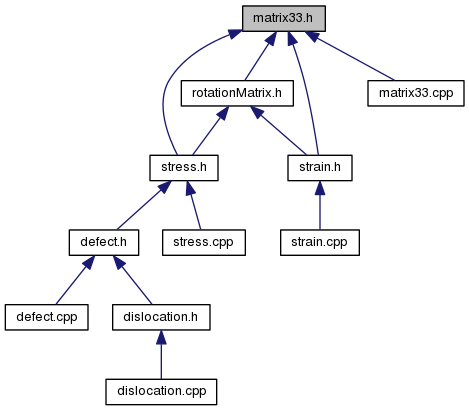 matrix33.h
rotationMatrix.h
matrix33.cpp
stress.h
strain.h
defect.h
stress.cpp
strain.cpp
defect.cpp
dislocation.h
dislocation.cpp